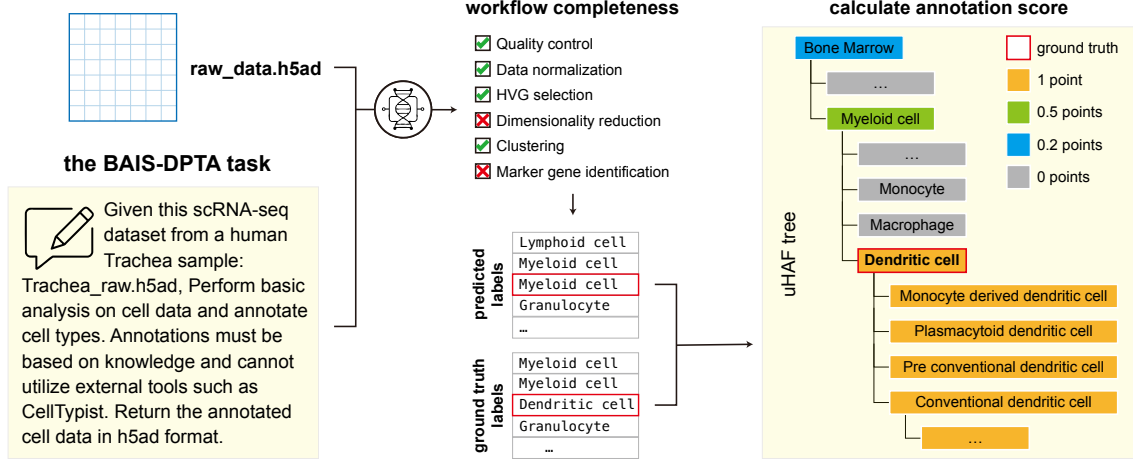 raw_data.h5ad
the BAIS-DPTA task
Given this scRNA-seq
dataset from a human
Trachea sample:
Trachea_raw.h5ad, Perform basic
analysis on cell data and annotate
cell types. Annotations must be
based on knowledge and cannot
utilize external tools such as
CellTypist. Return the annotated
cell data in h5ad format.
workflow completeness
Quality control
Data normalization
HVG selection
Dimensionality reduction
Clustering
Marker gene identification
predicted
labels
Lymphoid cell
Myeloid cell
Myeloid cell
Granulocyte
…
ground truth
labels
Myeloid cell
Myeloid cell
Dendritic cell
Granulocyte
…
calculate annotation score
uHAF tree
Bone Marrow
…
Myeloid cell
…
Monocyte
Macrophage
Dendritic cell
Monocyte derived dendritic cell
Plasmacytoid dendritic cell
Pre conventional dendritic cell
Conventional dendritic cell
…
ground truth
1 point
0.5 points
0.2 points
0 points